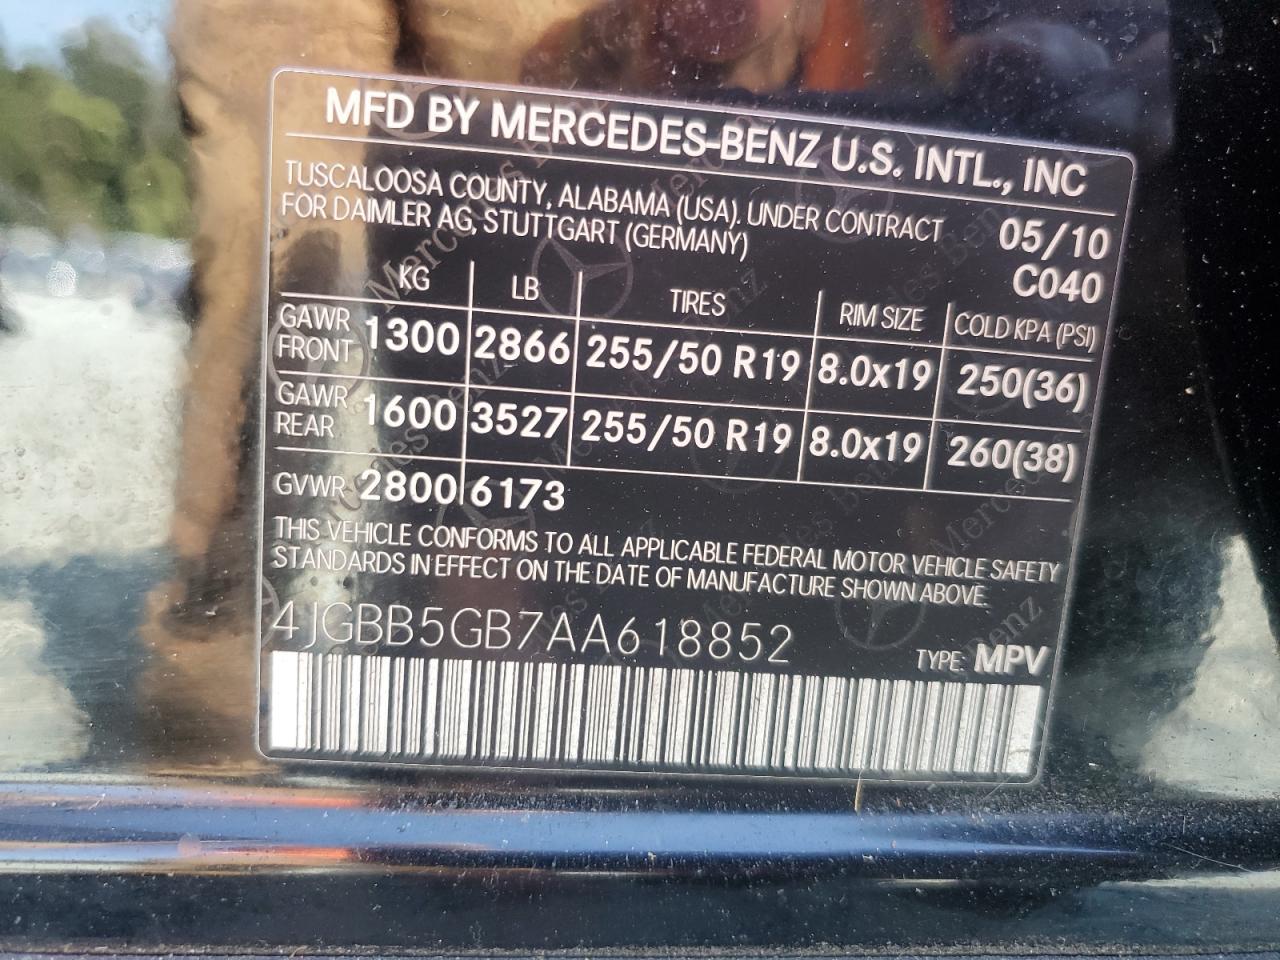 MFD BY MERCEDES-BENZ U.S. INTL., INC
TUSCALOOSA COUNTY, ALABAMA (USA). UNDER CONTRACT
FOR DAIMLER AG, STUTTGART (GERMANY)
05/10
C040
KG LB TIRES RIM SIZE COLD KPA (PSI)
GAWR FRONT 1300 2866 255/50 R19 8.0x19 250(36)
GAWR REAR 1600 3527 255/50 R19 8.0x19 260(38)
GVWR 2800 6173
THIS VEHICLE CONFORMS TO ALL APPLICABLE FEDERAL MOTOR VEHICLE SAFETY
STANDARDS IN EFFECT ON THE DATE OF MANUFACTURE SHOWN ABOVE.
4JGBB5GB7AA618852
TYPE: MPV